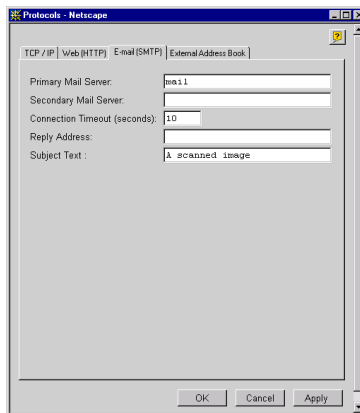 Protocols - Netscape
?
TCP / IP Web (HTTP) E-mail (SMTP) External Address Book
Primary Mail Server: mail
Secondary Mail Server:
Connection Timeout (seconds): 10
Reply Address:
Subject Text : A scanned image
OK Cancel Apply